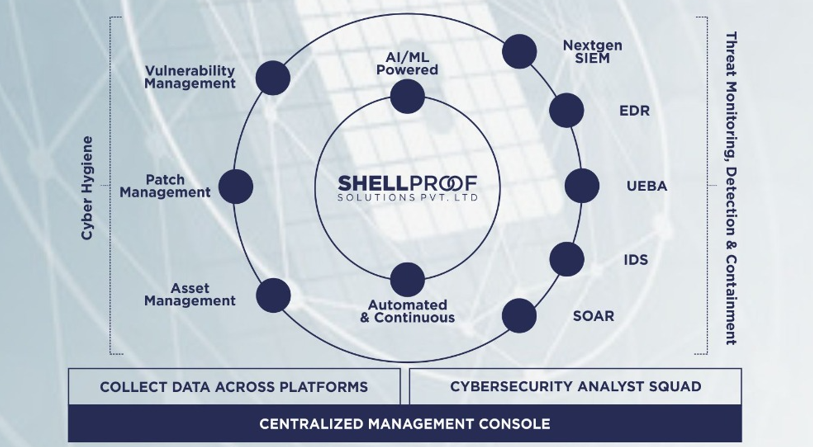 Cyber Hygiene
Vulnerability
Management
Patch
Management
Asset
Management
AI/ML
Powered
SHELLPROOF
SOLUTIONS PVT. LTD
Automated
& Continuous
Nextgen
SIEM
EDR
UEBA
IDS
SOAR
Threat Monitoring, Detection & Containment
COLLECT DATA ACROSS PLATFORMS
CYBERSECURITY ANALYST SQUAD
CENTRALIZED MANAGEMENT CONSOLE